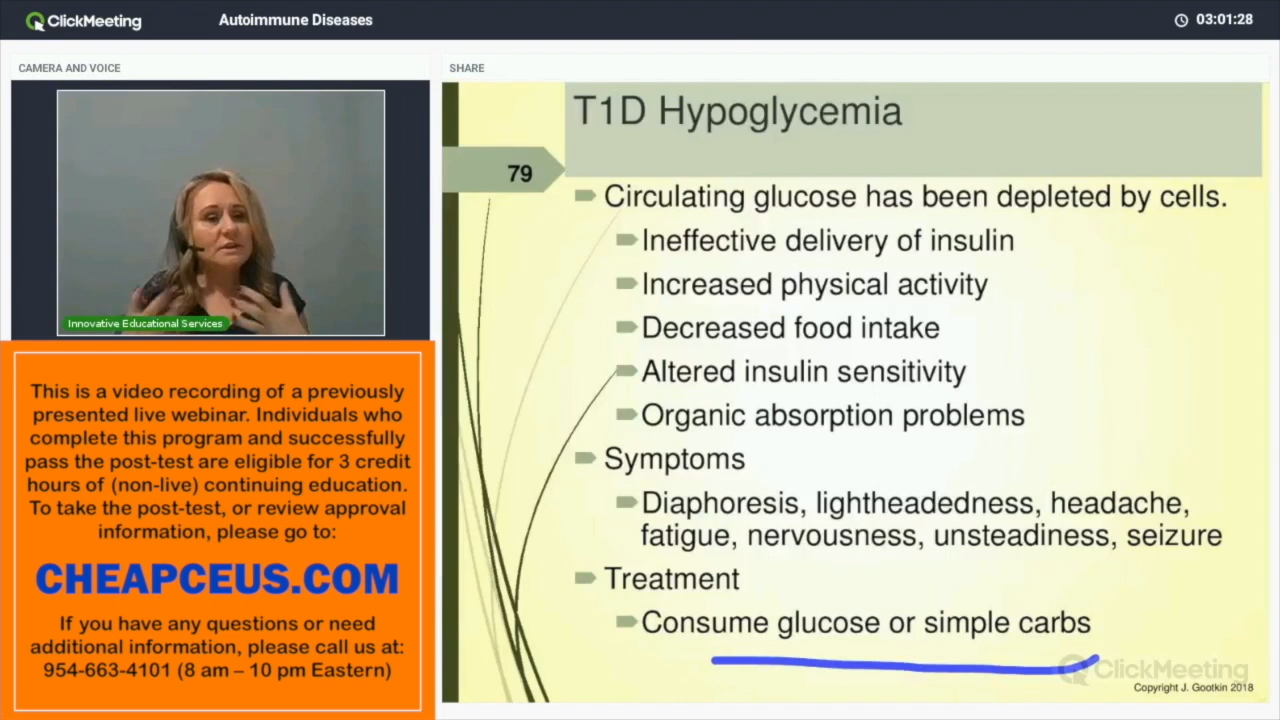 ClickMeeting
Autoimmune Diseases
03:01:28
CAMERA AND VOICE
SHARE
Innovative Educational Services
This is a video recording of a previously
presented live webinar. Individuals who
complete this program and successfully
pass the post-test are eligible for 3 credit
hours of (non-live) continuing education.
To take the post-test, or review approval
information, please go to:
CHEAPCEUS.COM
If you have any questions or need
additional information, please call us at:
954-663-4101 (8 am – 10 pm Eastern)
T1D Hypoglycemia
79
Circulating glucose has been depleted by cells.
Ineffective delivery of insulin
Increased physical activity
Decreased food intake
Altered insulin sensitivity
Organic absorption problems
Symptoms
Diaphoresis, lightheadedness, headache,
fatigue, nervousness, unsteadiness, seizure
Treatment
Consume glucose or simple carbs
ClickMeeting
Copyright J. Gootkin 2018